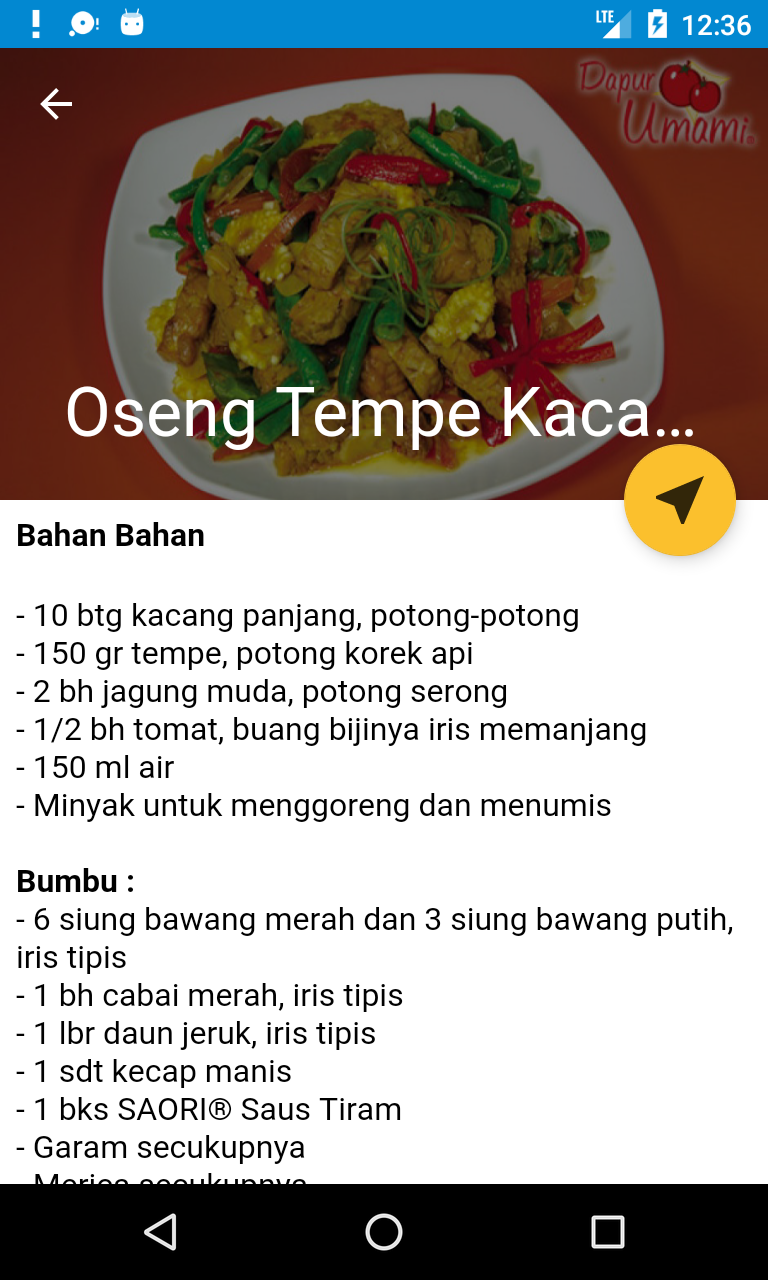 LTE 12:36
Dapur
Umami
Oseng Tempe Kaca...
Bahan Bahan
- 10 btg kacang panjang, potong-potong
- 150 gr tempe, potong korek api
- 2 bh jagung muda, potong serong
- 1/2 bh tomat, buang bijinya iris memanjang
- 150 ml air
- Minyak untuk menggoreng dan menumis
Bumbu :
- 6 siung bawang merah dan 3 siung bawang putih,
iris tipis
- 1 bh cabai merah, iris tipis
- 1 lbr daun jeruk, iris tipis
- 1 sdt kecap manis
- 1 bks SAORI® Saus Tiram
- Garam secukupnya
- Merica secukupnya